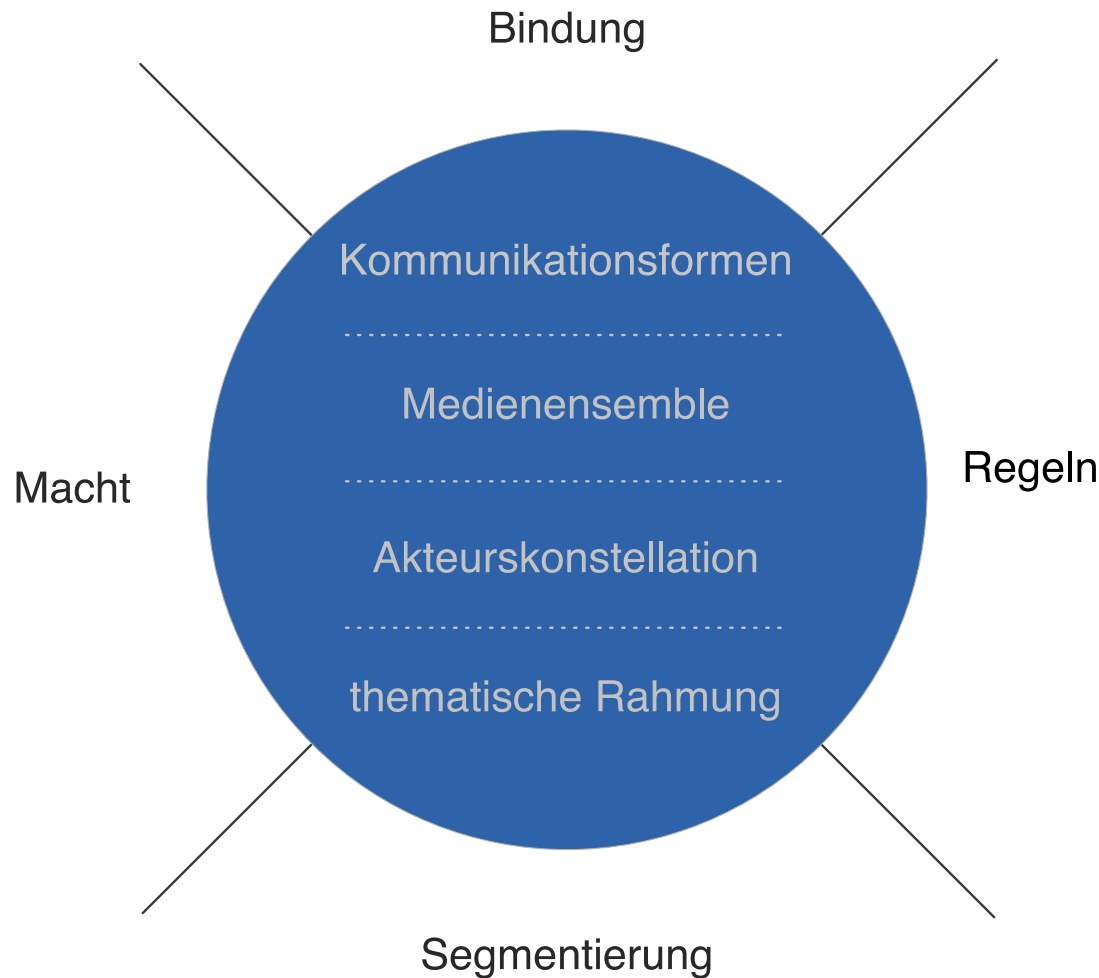 Bindung
Kommunikationsformen
Medienensemble
Macht
Regeln
Akteurskonstellation
thematische Rahmung
Segmentierung